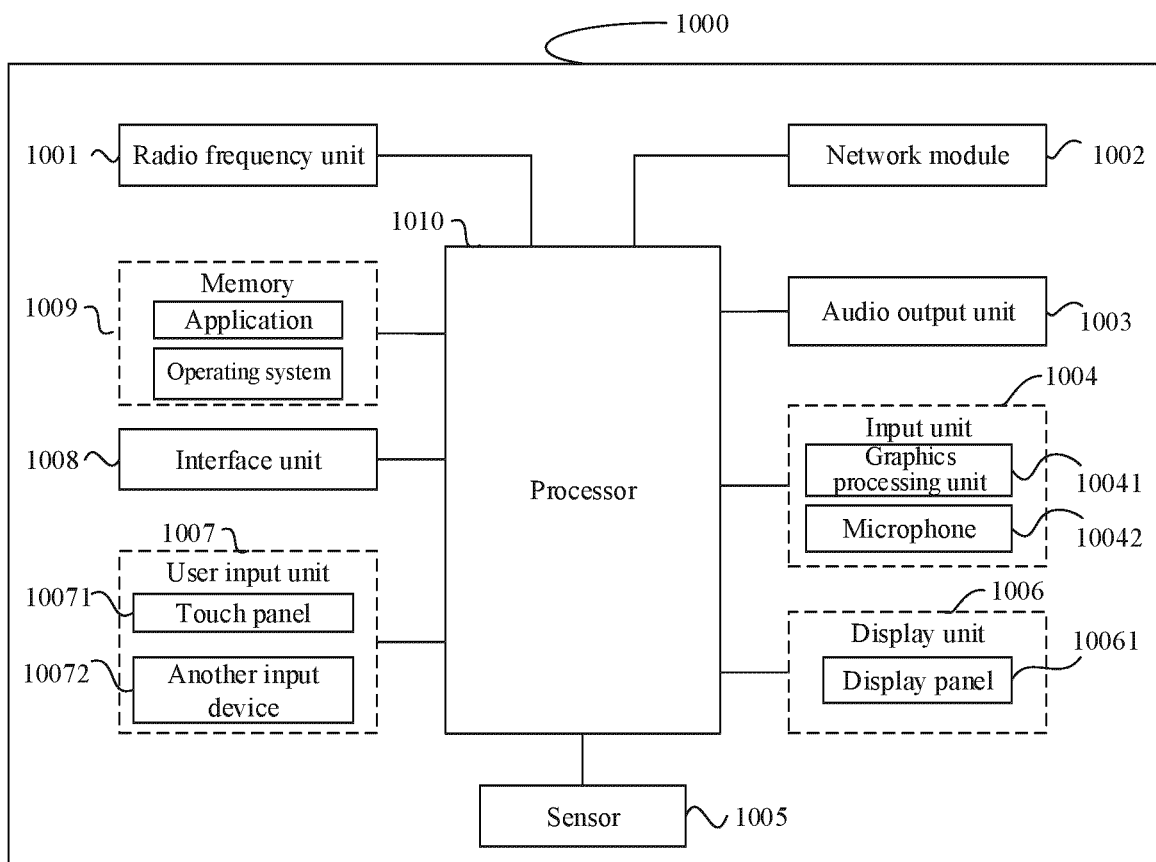 1000
1001
Radio frequency unit
Network module
1002
1010
Memory
1009
Application
Operating system
Audio output unit
1003
1004
Input unit
Graphics
processing unit
10041
Microphone
10042
1008
Interface unit
Processor
1007
User input unit
10071
Touch panel
10072
Another input
device
1006
Display unit
10061
Display panel
Sensor
1005